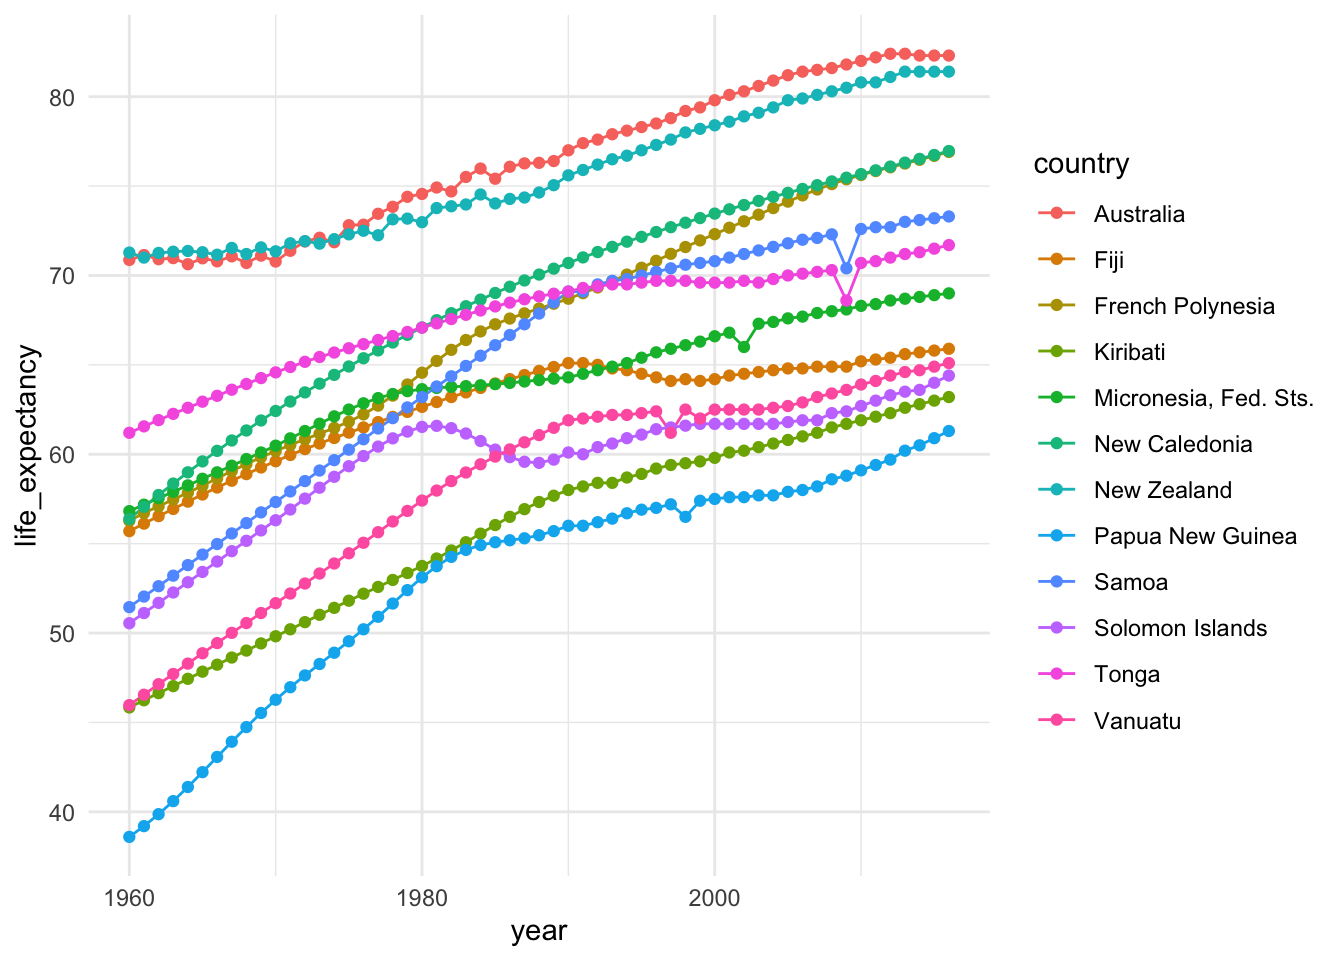 life_expectancy
80
70
60
50
40
1960
1980
2000
year
country
Australia
Fiji
French Polynesia
Kiribati
Micronesia, Fed. Sts.
New Caledonia
New Zealand
Papua New Guinea
Samoa
Solomon Islands
Tonga
Vanuatu